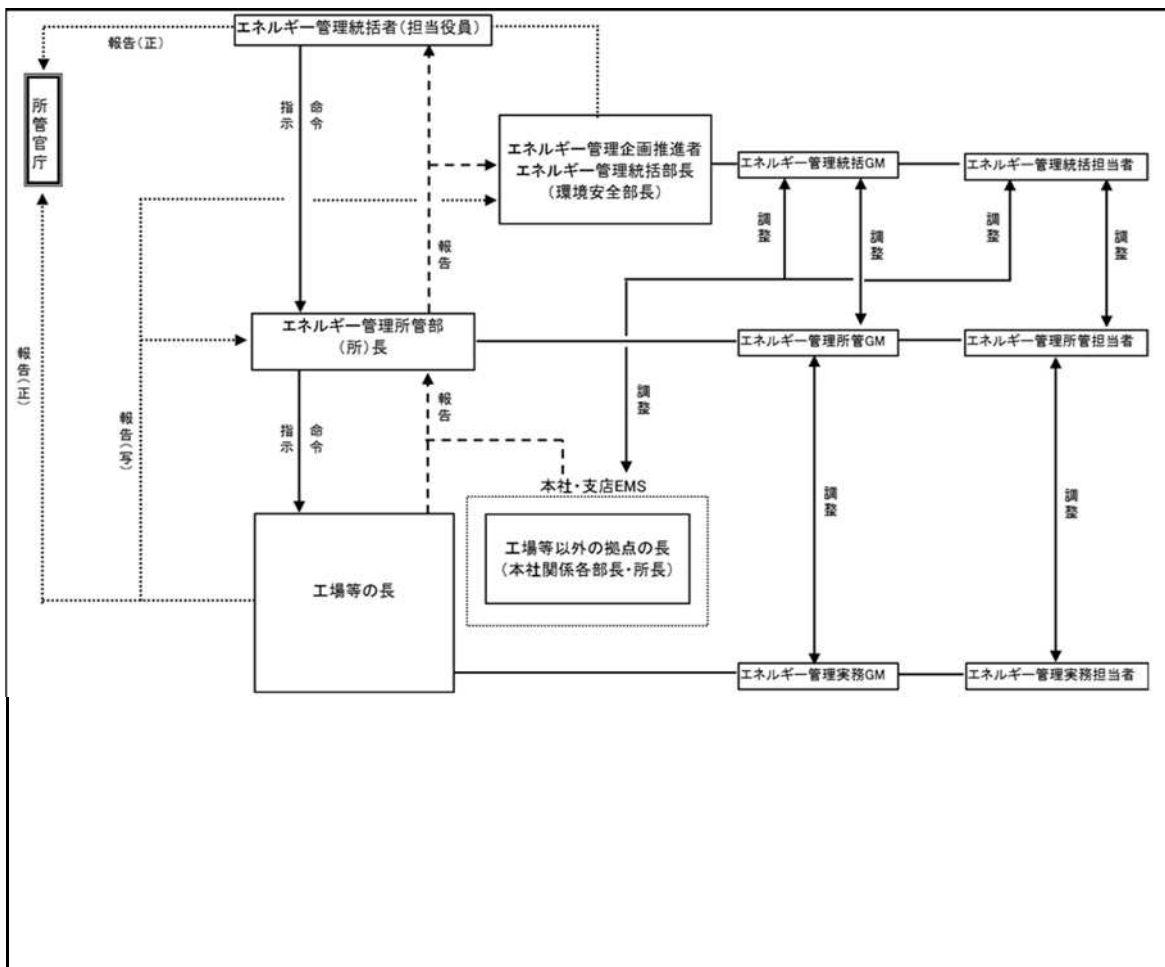 エネルギー管理統括者(担当役員)
報告(正)
所管官庁
指示
命令
エネルギー管理企画推進者
エネルギー管理統括部長
(環境安全部長)
エネルギー管理統括GM
エネルギー管理統括担当者
調整
調整
調整
調整
報告
エネルギー管理所管部
(所)長
エネルギー管理所管GM
エネルギー管理所管担当者
報告(正)
報告(写)
指示
命令
報告
調整
本社・支店EMS
工場等以外の拠点の長
(本社関係各部長・所長)
調整
調整
工場等の長
エネルギー管理実務GM
エネルギー管理実務担当者